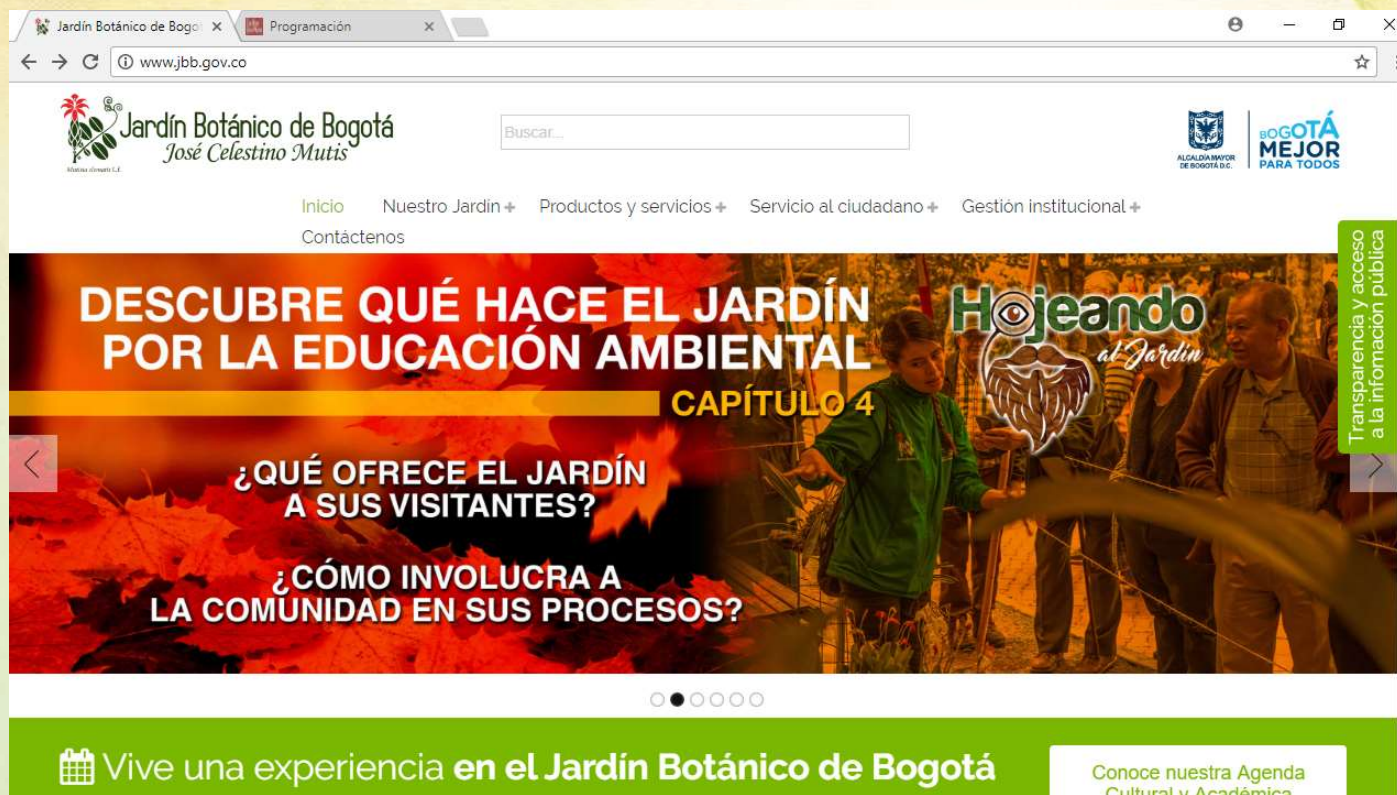 Jardín Botánico de Bogot
Programación
www.jbb.gov.co
Jardín Botánico de Bogotá
José Celestino Mutis
Buscar...
ALCALDÍA MAYOR
DE BOGOTÁ D.C.
BOGOTÁ
MEJOR
PARA TODOS
Inicio Nuestro Jardín + Productos y servicios + Servicio al ciudadano + Gestión institucional +
Contáctenos
Transparencia y acceso
a la infomación pública
DESCUBRE QUÉ HACE EL JARDÍN
POR LA EDUCACIÓN AMBIENTAL
CAPÍTULO 4
Hojeando
al Jardín
¿QUÉ OFRECE EL JARDÍN
A SUS VISITANTES?
¿CÓMO INVOLUCRA A
LA COMUNIDAD EN SUS PROCESOS?
Vive una experiencia en el Jardín Botánico de Bogotá
Conoce nuestra Agenda
Cultural y Académica